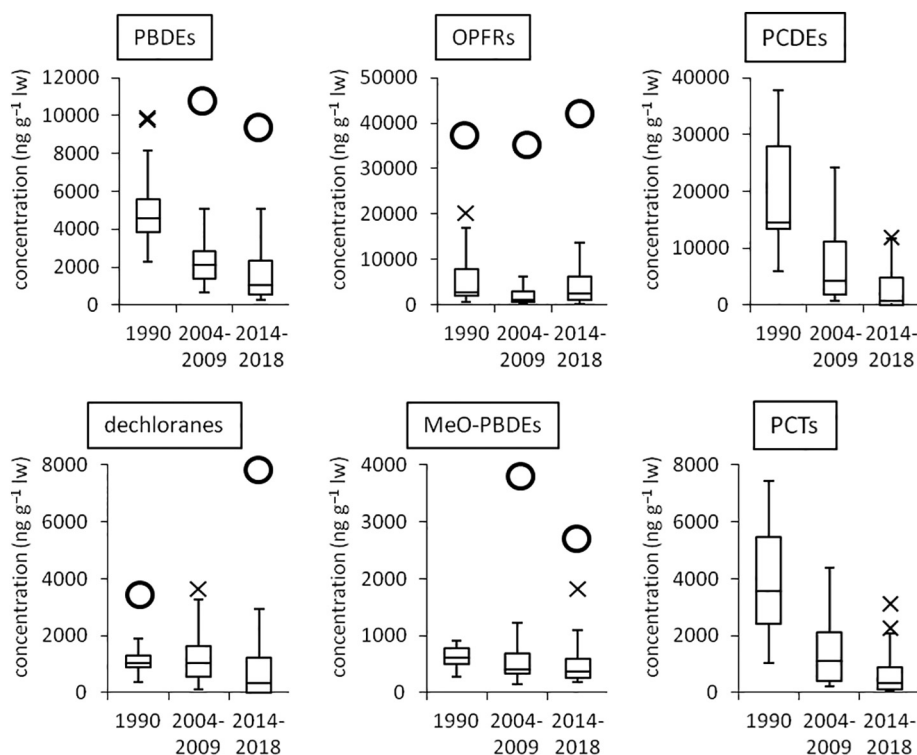 PBDEs
OPFRs
PCDEs
concentration (ng g⁻¹ lw)
12000
10000
8000
6000
4000
2000
0
1990 2004- 2014-
2009 2018
concentration (ng g⁻¹ lw)
50000
40000
30000
20000
10000
0
1990 2004- 2014-
2009 2018
concentration (ng g⁻¹ lw)
40000
30000
20000
10000
0
1990 2004- 2014-
2009 2018
dechloranes
MeO-PBDEs
PCTs
concentration (ng g⁻¹ lw)
8000
6000
4000
2000
0
1990 2004- 2014-
2009 2018
concentration (ng g⁻¹ lw)
4000
3000
2000
1000
0
1990 2004- 2014-
2009 2018
concentration (ng g⁻¹ lw)
8000
6000
4000
2000
0
1990 2004- 2014-
2009 2018